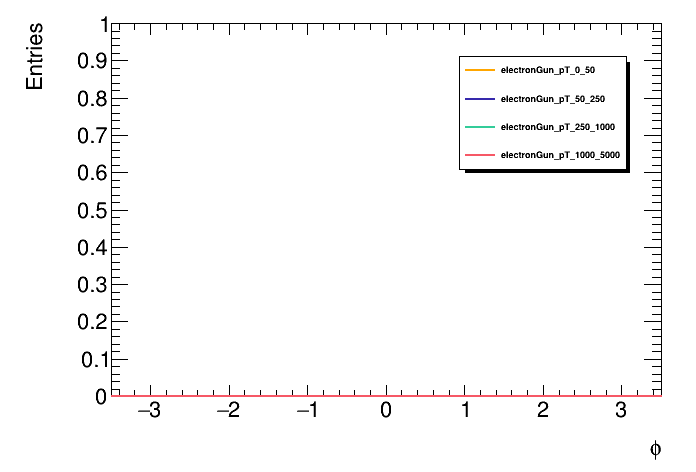 Entries
1
0.9
0.8
0.7
0.6
0.5
0.4
0.3
0.2
0.1
0
electronGun_pT_0_50
electronGun_pT_50_250
electronGun_pT_250_1000
electronGun_pT_1000_5000
−3 −2 −1 0 1 2 3
ϕ